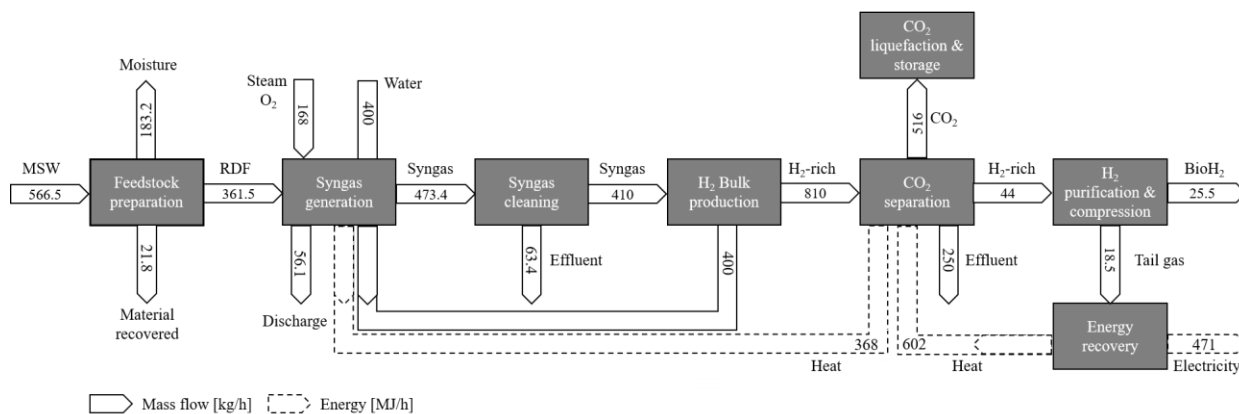 CO2
liquefaction &
storage
Moisture
Steam
O2
Water
183.2
168
400
516
CO2
MSW
RDF
Syngas
Syngas
H2-rich
H2-rich
BioH2
566.5
Feedstock
preparation
361.5
Syngas
generation
473.4
Syngas
cleaning
410
H2 Bulk
production
810
CO2
separation
44
H2
purification &
compression
25.5
21.8
56.1
63.4
Effluent
400
250
Effluent
18.5
Tail gas
Material
recovered
Discharge
368
602
Energy
recovery
471
Heat
Heat
Electricity
Mass flow [kg/h]
Energy [MJ/h]